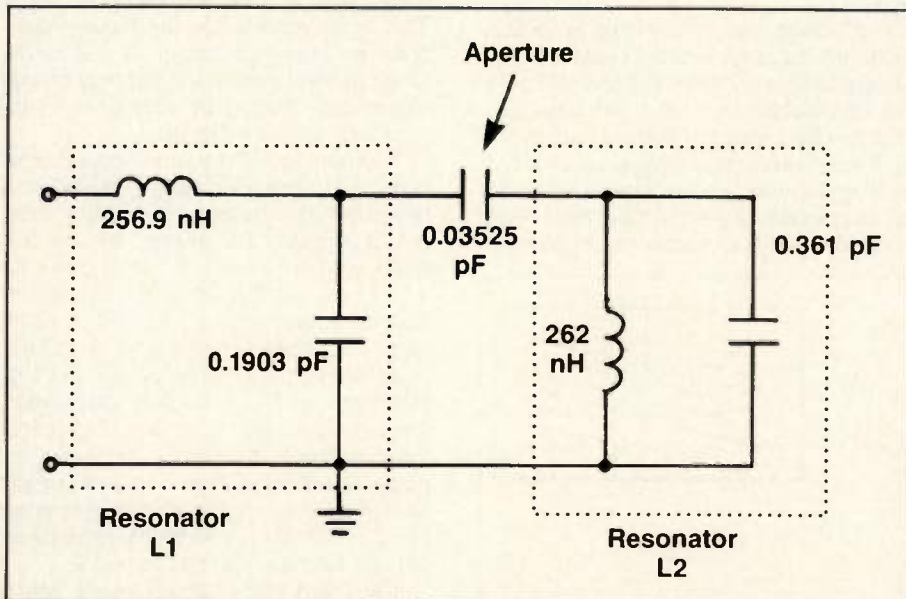 Aperture
256.9 nH
0.03525
pF
0.361 pF
0.1903 pF
262
nH
Resonator
L1
Resonator
L2